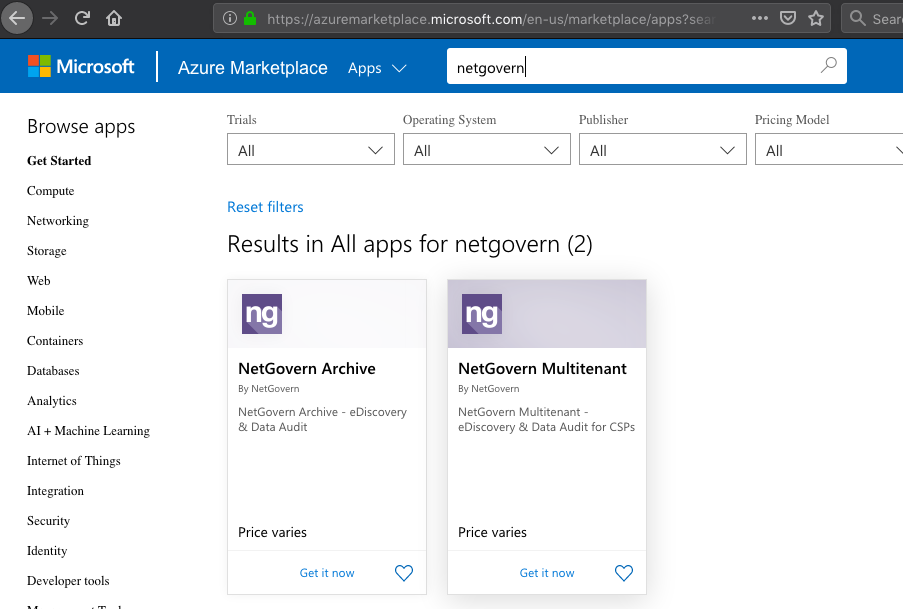 https://azuremarketplace.microsoft.com/en-us/marketplace/apps?sea
Sear
Microsoft
Azure Marketplace
Apps
netgovern
Browse apps
Get Started
Compute
Networking
Storage
Web
Mobile
Containers
Databases
Analytics
AI + Machine Learning
Internet of Things
Integration
Security
Identity
Developer tools
Trials
Operating System
Publisher
Pricing Model
All
All
All
All
Reset filters
Results in All apps for netgovern (2)
ng
NetGovern Archive
By NetGovern
NetGovern Archive - eDiscovery
& Data Audit
Price varies
Get it now
ng
NetGovern Multitenant
By NetGovern
NetGovern Multitenant -
eDiscovery & Data Audit for CSPs
Price varies
Get it now